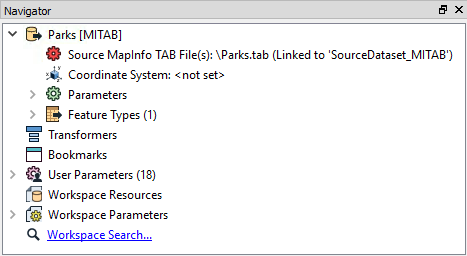 Navigator
Parks [MITAB]
Source MapInfo TAB File(s): \Parks.tab (Linked to 'SourceDataset_MITAB')
Coordinate System: <not set>
Parameters
Feature Types (1)
Transformers
Bookmarks
User Parameters (18)
Workspace Resources
Workspace Parameters
Workspace Search...